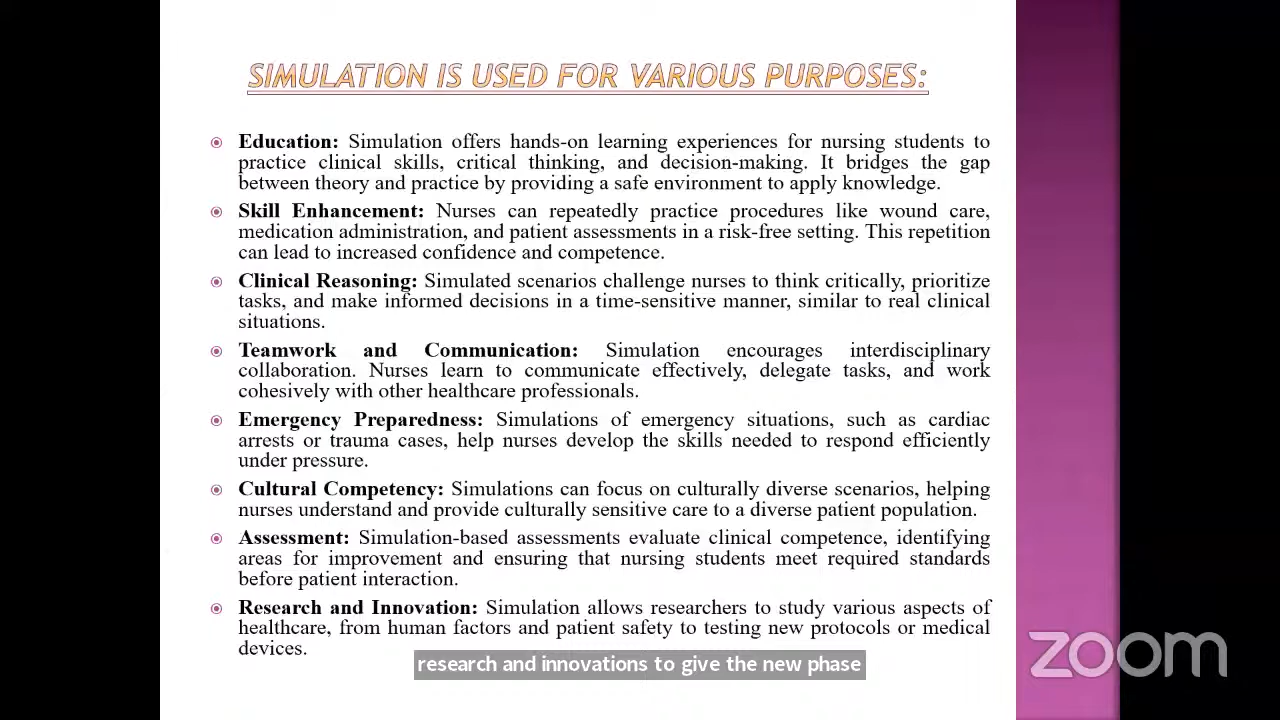 SIMULATION IS USED FOR VARIOUS PURPOSES:
Education: Simulation offers hands-on learning experiences for nursing students to
practice clinical skills, critical thinking, and decision-making. It bridges the gap
between theory and practice by providing a safe environment to apply knowledge.
Skill Enhancement: Nurses can repeatedly practice procedures like wound care,
medication administration, and patient assessments in a risk-free setting. This repetition
can lead to increased confidence and competence.
Clinical Reasoning: Simulated scenarios challenge nurses to think critically, prioritize
tasks, and make informed decisions in a time-sensitive manner, similar to real clinical
situations.
Teamwork and Communication: Simulation encourages interdisciplinary
collaboration. Nurses learn to communicate effectively, delegate tasks, and work
cohesively with other healthcare professionals.
Emergency Preparedness: Simulations of emergency situations, such as cardiac
arrests or trauma cases, help nurses develop the skills needed to respond efficiently
under pressure.
Cultural Competency: Simulations can focus on culturally diverse scenarios, helping
nurses understand and provide culturally sensitive care to a diverse patient population.
Assessment: Simulation-based assessments evaluate clinical competence, identifying
areas for improvement and ensuring that nursing students meet required standards
before patient interaction.
Research and Innovation: Simulation allows researchers to study various aspects of
healthcare, from human factors and patient safety to testing new protocols or medical
devices.
research and innovations to give the new phase
zoom